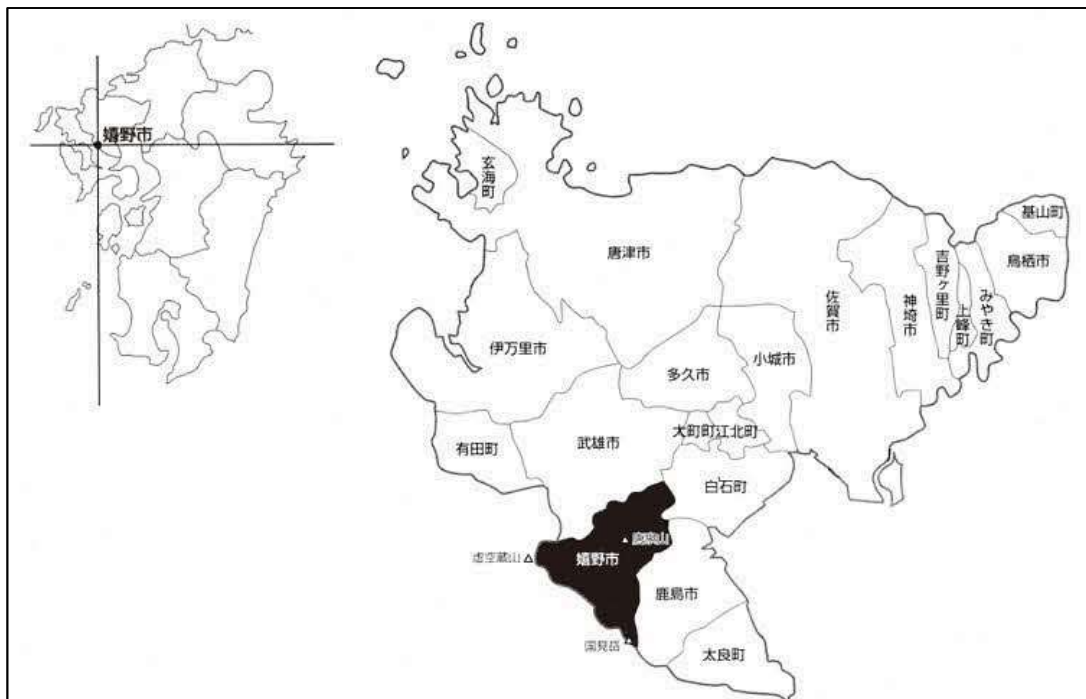 嬉野市
玄海町
唐津市
基山町
鳥栖市
みやき町
上峰町
吉野ヶ里町
神埼市
佐賀市
小城市
多久市
伊万里市
大町町
江北町
武雄市
有田町
白石町
唐泉山
嬉野市
虚空蔵山
鹿島市
国見岳
太良町